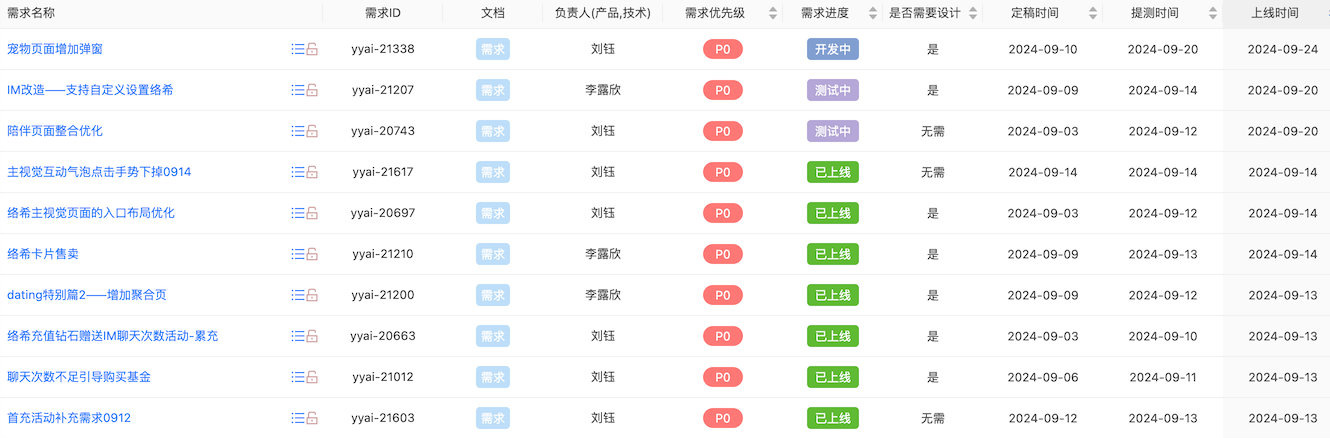 需求名称 需求ID 文档 负责人(产品,技术) 需求优先级 需求进度 是否需要设计 定稿时间 提测时间 上线时间
宠物页面增加弹窗 yyai-21338 需求 刘钰 P0 开发中 是 2024-09-10 2024-09-20 2024-09-24
IM改造——支持自定义设置络希 yyai-21207 需求 李露欣 P0 测试中 是 2024-09-09 2024-09-14 2024-09-20
陪伴页面整合优化 yyai-20743 需求 刘钰 P0 测试中 无需 2024-09-03 2024-09-12 2024-09-20
主视觉互动气泡点击手势下掉0914 yyai-21617 需求 刘钰 P0 已上线 无需 2024-09-14 2024-09-14 2024-09-14
络希主视觉页面的入口布局优化 yyai-20697 需求 刘钰 P0 已上线 是 2024-09-03 2024-09-12 2024-09-14
络希卡片售卖 yyai-21210 需求 李露欣 P0 已上线 是 2024-09-09 2024-09-13 2024-09-14
dating特别篇2——增加聚合页 yyai-21200 需求 李露欣 P0 已上线 是 2024-09-09 2024-09-12 2024-09-13
络希充值钻石赠送IM聊天次数活动-累充 yyai-20663 需求 刘钰 P0 已上线 是 2024-09-03 2024-09-10 2024-09-13
聊天次数不足引导购买基金 yyai-21012 需求 刘钰 P0 已上线 是 2024-09-06 2024-09-11 2024-09-13
首充活动补充需求0912 yyai-21603 需求 刘钰 P0 已上线 无需 2024-09-12 2024-09-13 2024-09-13